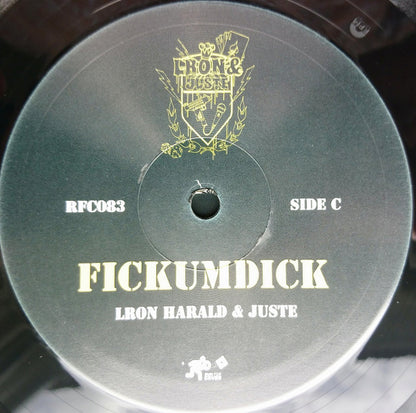 LRON &
JUSTE
RFC083
SIDE C
FICKUMDICK
LRON HARALD & JUSTE